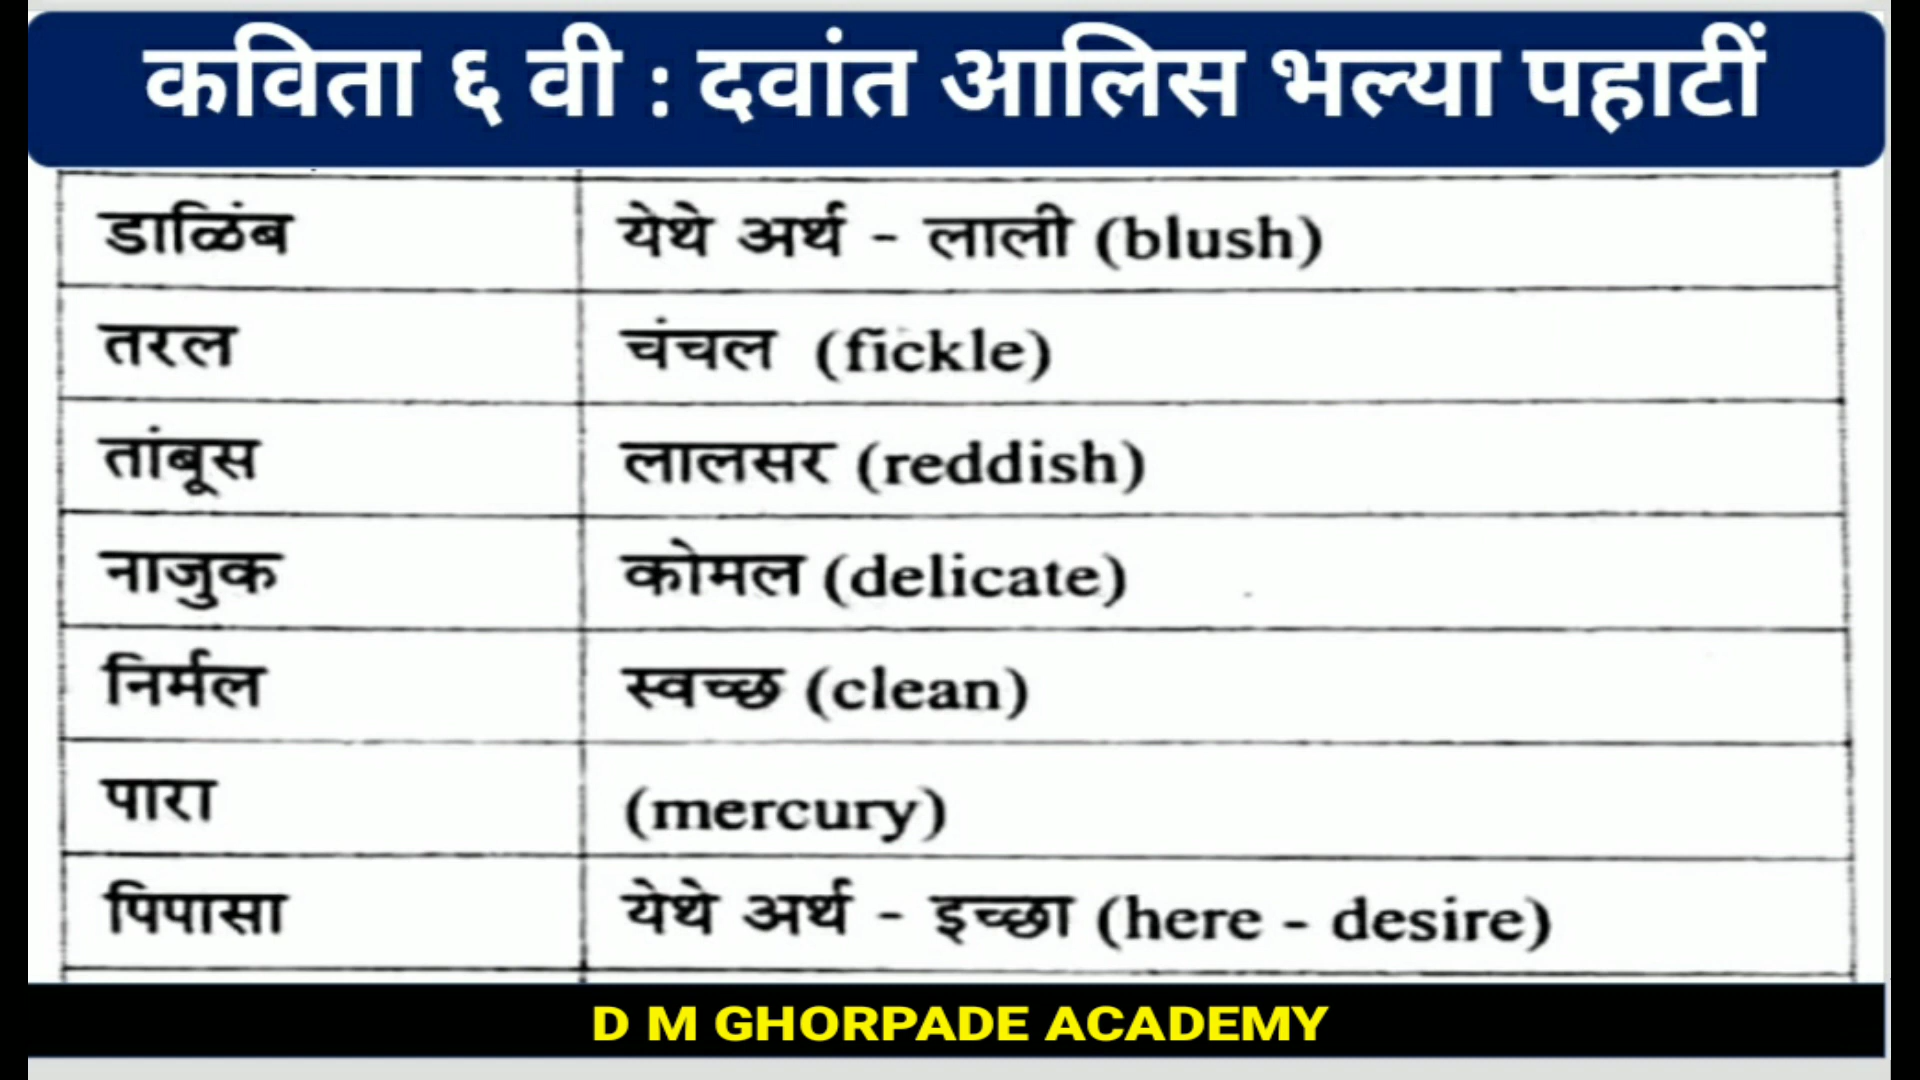 कविता ६ वी : दवांत आलिस भल्या पहाटीं
डाळिंब येथे अर्थ - लाली (blush)
तरल चंचल (fickle)
तांबूस लालसर (reddish)
नाजुक कोमल (delicate)
निर्मल स्वच्छ (clean)
पारा (mercury)
पिपासा येथे अर्थ - इच्छा (here - desire)
D M GHORPADE ACADEMY